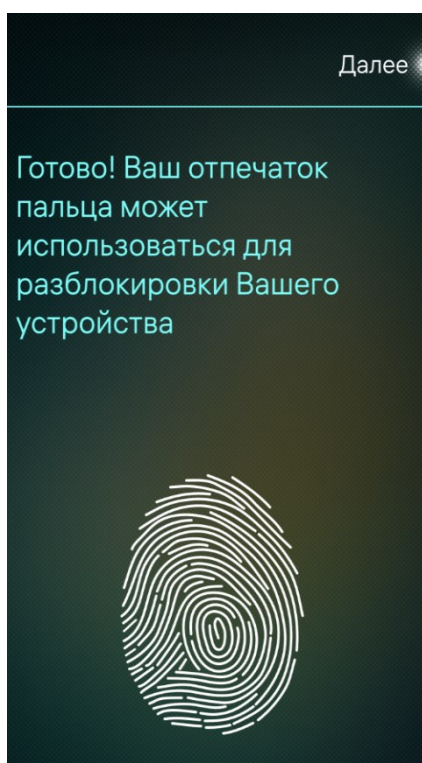 Далее
Готово! Ваш отпечаток
пальца может
использоваться для
разблокировки Вашего
устройства